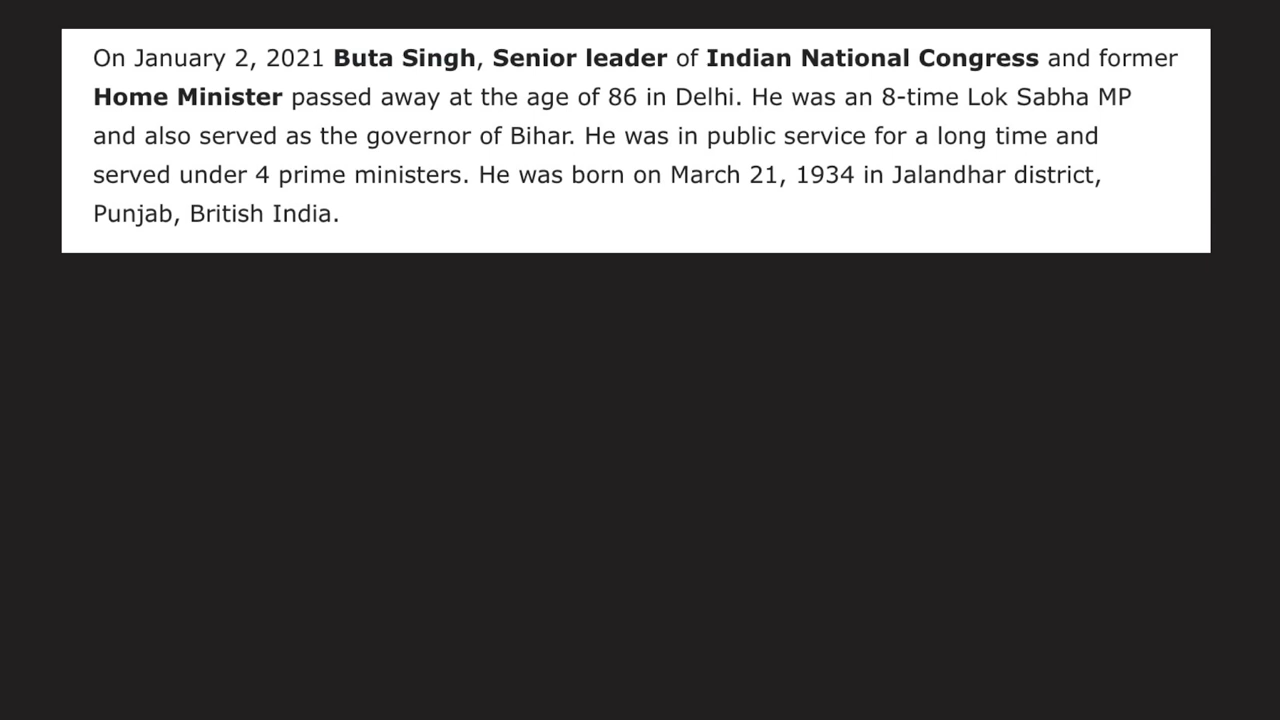 On January 2, 2021 Buta Singh, Senior leader of Indian National Congress and former
Home Minister passed away at the age of 86 in Delhi. He was an 8-time Lok Sabha MP
and also served as the governor of Bihar. He was in public service for a long time and
served under 4 prime ministers. He was born on March 21, 1934 in Jalandhar district,
Punjab, British India.